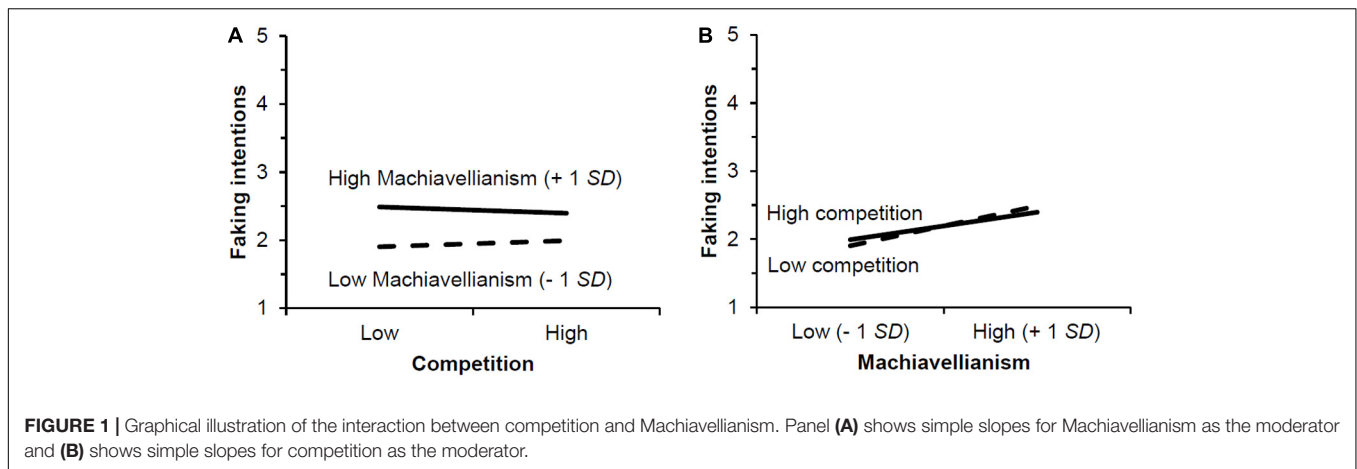 A
5
4
3
2
1
Faking intentions
High Machiavellianism (+ 1 SD)
Low Machiavellianism (- 1 SD)
Low
High
Competition
B
5
4
3
2
1
Faking intentions
High competition
Low competition
Low (- 1 SD)
High (+ 1 SD)
Machiavellianism
FIGURE 1 | Graphical illustration of the interaction between competition and Machiavellianism. Panel (A) shows simple slopes for Machiavellianism as the moderator
and (B) shows simple slopes for competition as the moderator.